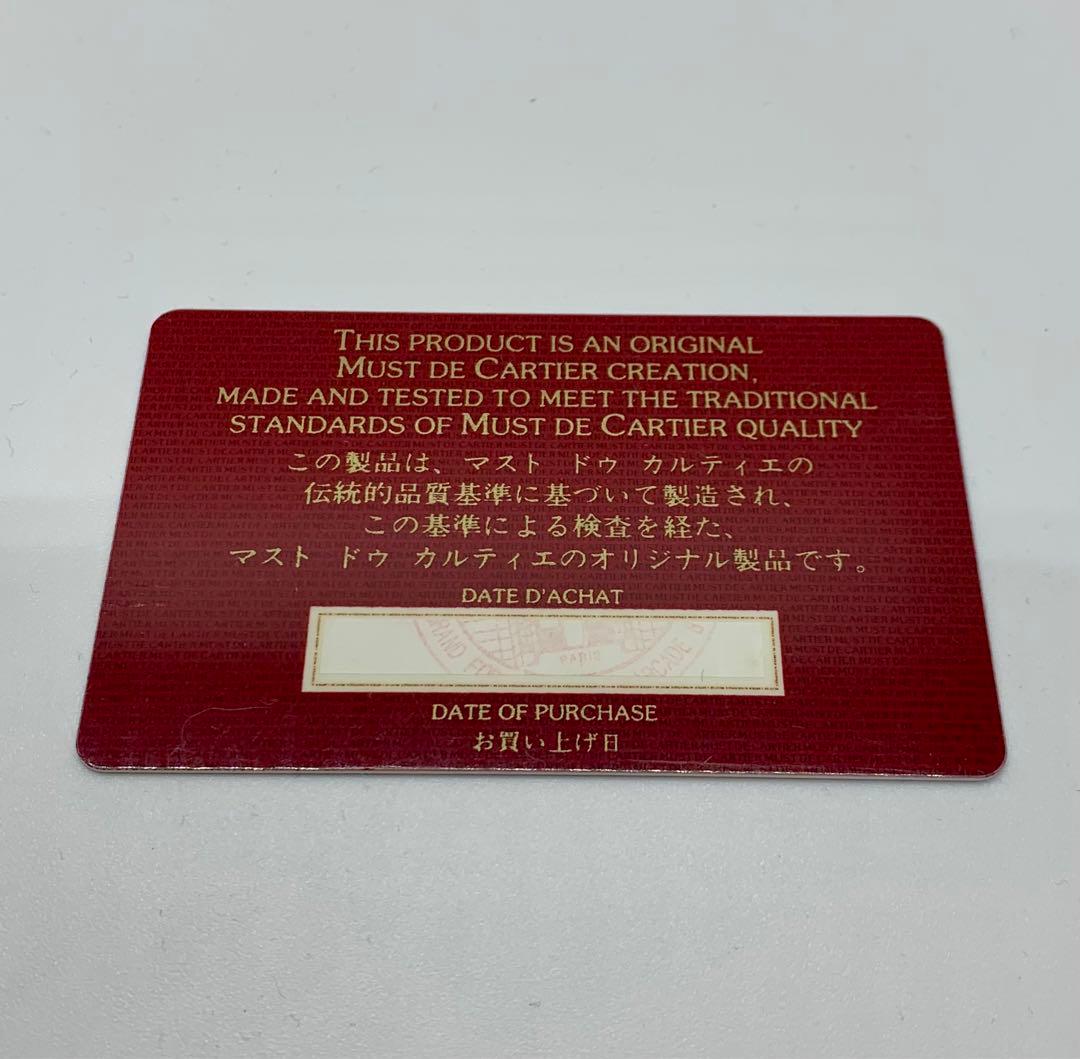 THIS PRODUCT IS AN ORIGINAL
MUST DE CARTIER CREATION,
MADE AND TESTED TO MEET THE TRADITIONAL
STANDARDS OF MUST DE CARTIER QUALITY
この製品は、マスト ドゥ カルティエの
伝統的品質基準に基づいて製造され、
この基準による検査を経た、
マスト ドゥ カルティエのオリジナル製品です。
DATE D'ACHAT
PARIS
DATE OF PURCHASE
お買い上げ日